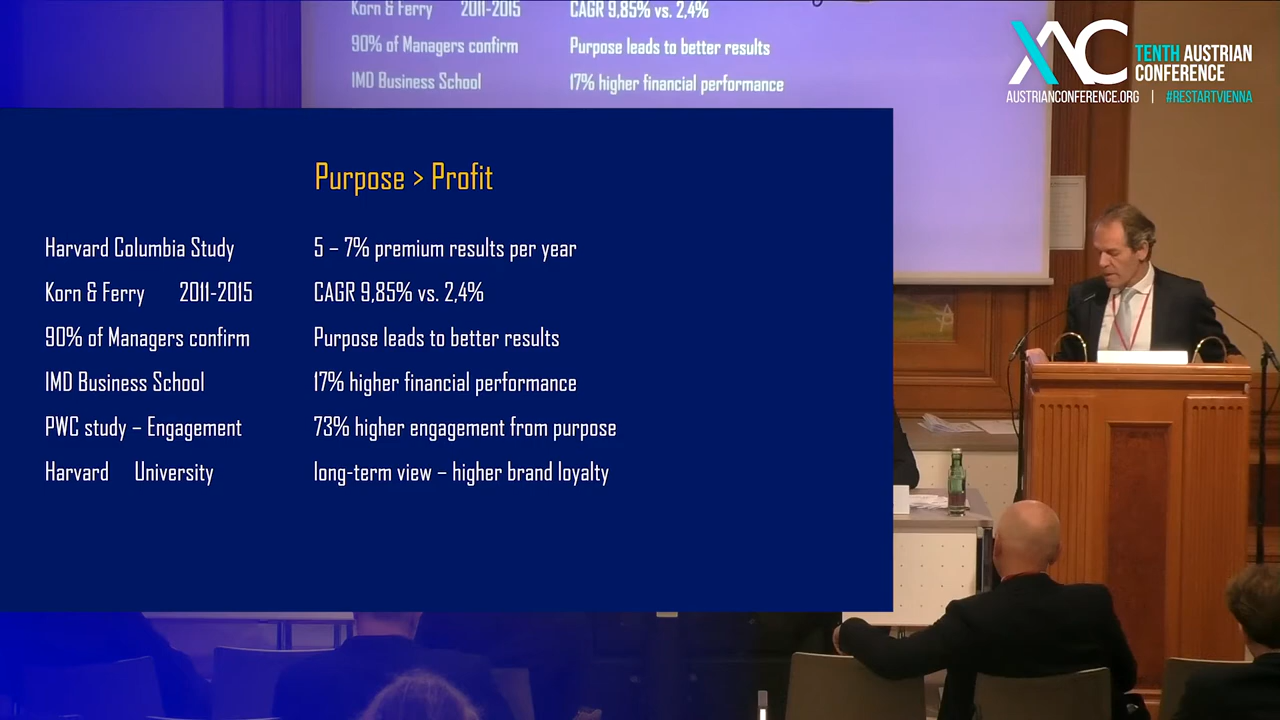 Korn & Ferry 2011-2015 CAGR 9,85% vs. 2,4%
90% of Managers confirm Purpose leads to better results
IMD Business School 17% higher financial performance
XAC TENTH AUSTRIAN
CONFERENCE
AUSTRIANCONFERENCE.ORG | #RESTARTVIENNA
Purpose > Profit
Harvard Columbia Study 5 – 7% premium results per year
Korn & Ferry 2011-2015 CAGR 9,85% vs. 2,4%
90% of Managers confirm Purpose leads to better results
IMD Business School 17% higher financial performance
PWC study – Engagement 73% higher engagement from purpose
Harvard University long-term view – higher brand loyalty